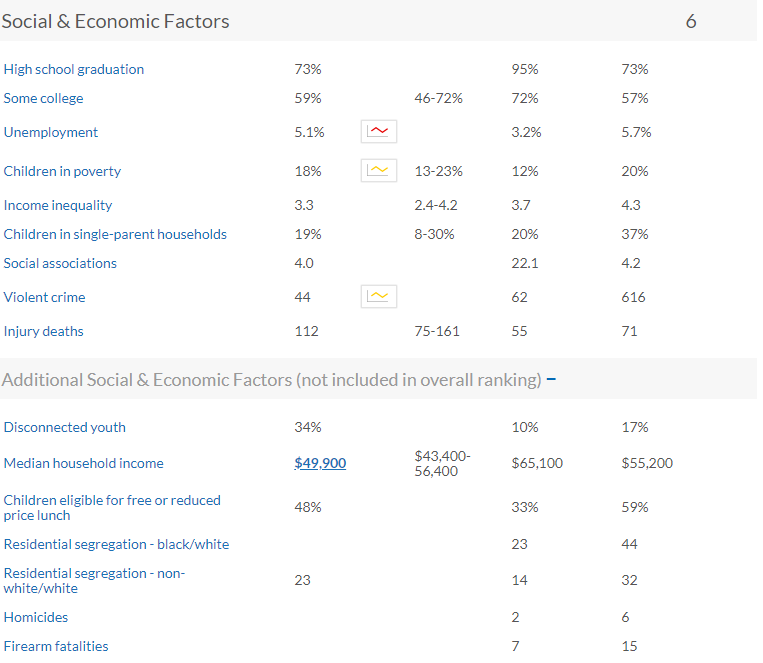 Social & Economic Factors 6
High school graduation 73% 95% 73%
Some college 59% 46-72% 72% 57%
Unemployment 5.1% 3.2% 5.7%
Children in poverty 18% 13-23% 12% 20%
Income inequality 3.3 2.4-4.2 3.7 4.3
Children in single-parent households 19% 8-30% 20% 37%
Social associations 4.0 22.1 4.2
Violent crime 44 62 616
Injury deaths 112 75-161 55 71
Additional Social & Economic Factors (not included in overall ranking) −
Disconnected youth 34% 10% 17%
Median household income $49,900 $43,400-
56,400 $65,100 $55,200
Children eligible for free or reduced
price lunch 48% 33% 59%
Residential segregation - black/white 23 44
Residential segregation - non-
white/white 23 14 32
Homicides 2 6
Firearm fatalities 7 15